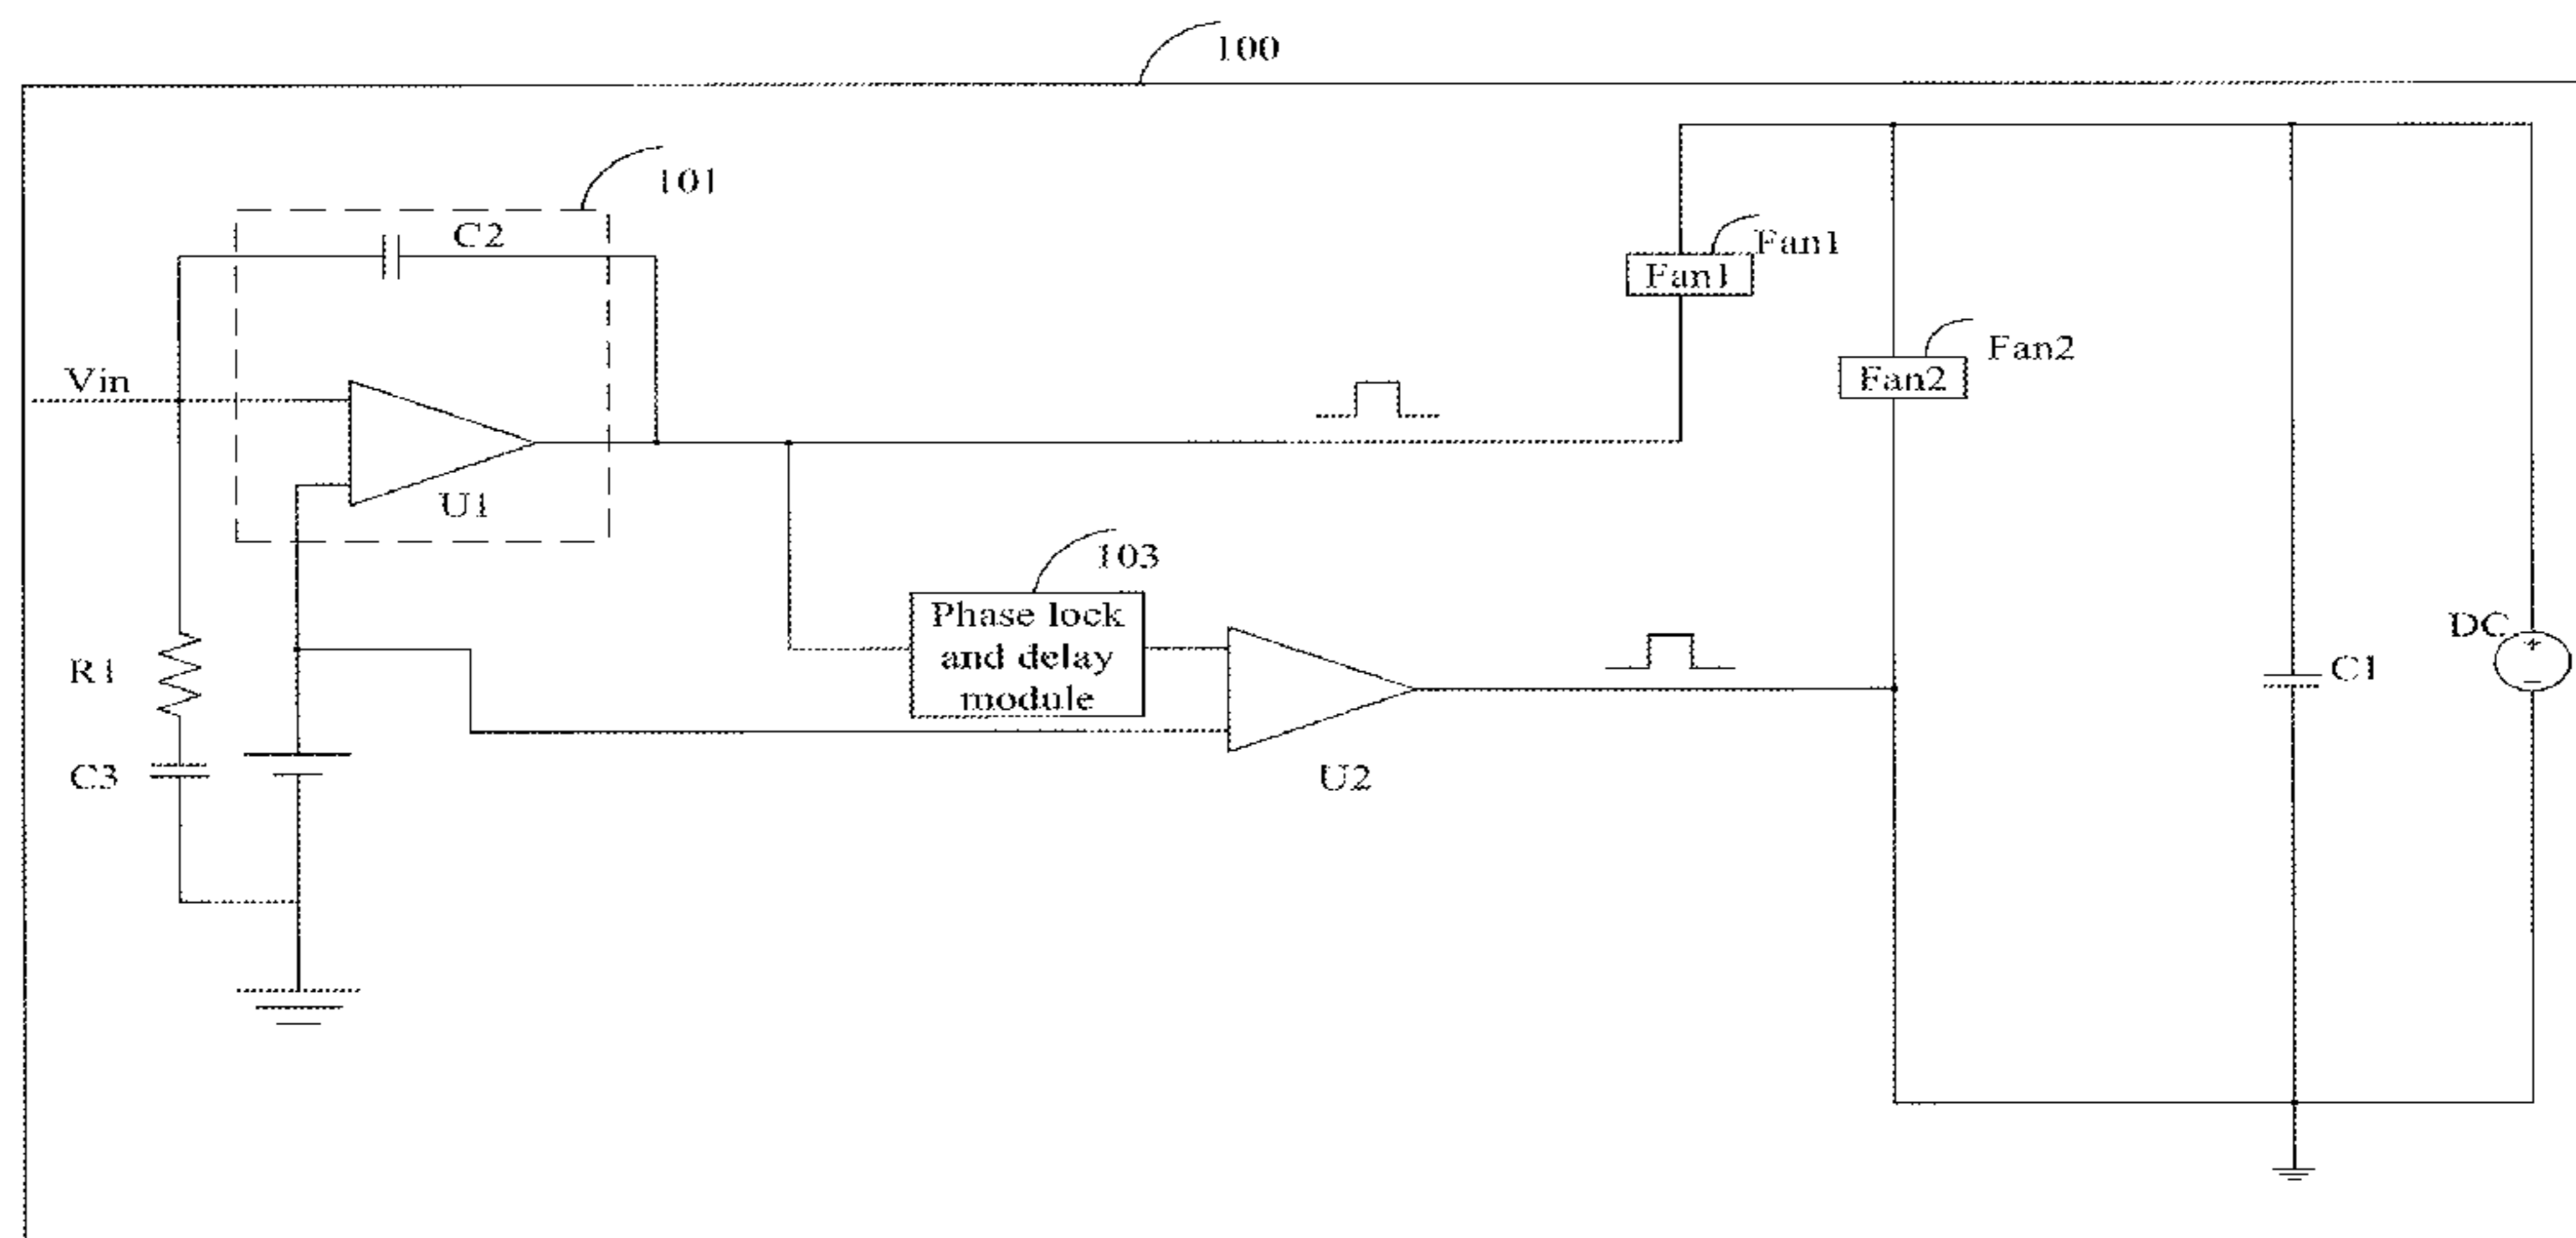 100
101
C2
Fan1
Fan1
Vin
Fan2
Fan2
U1
103
Phase lock
and delay
module
DC
+
−
R1
C1
C3
U2